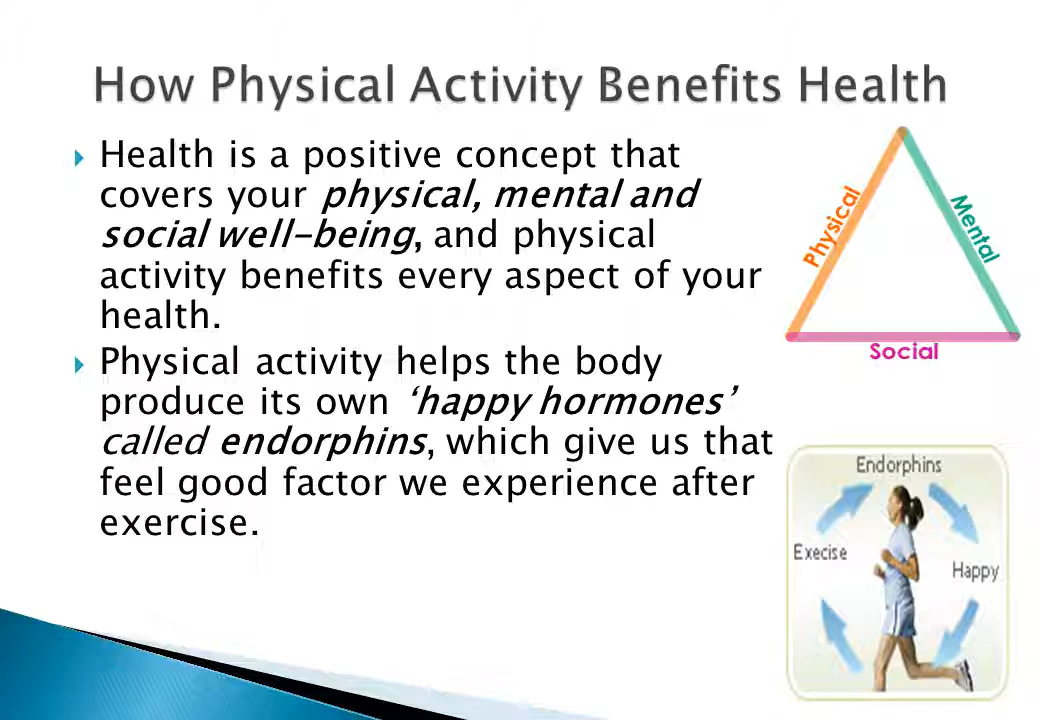 How Physical Activity Benefits Health
Health is a positive concept that
covers your physical, mental and
social well-being, and physical
activity benefits every aspect of your
health.
Physical activity helps the body
produce its own ‘happy hormones’
called endorphins, which give us that
feel good factor we experience after
exercise.
Physical
Mental
Social
Endorphins
Execise
Happy